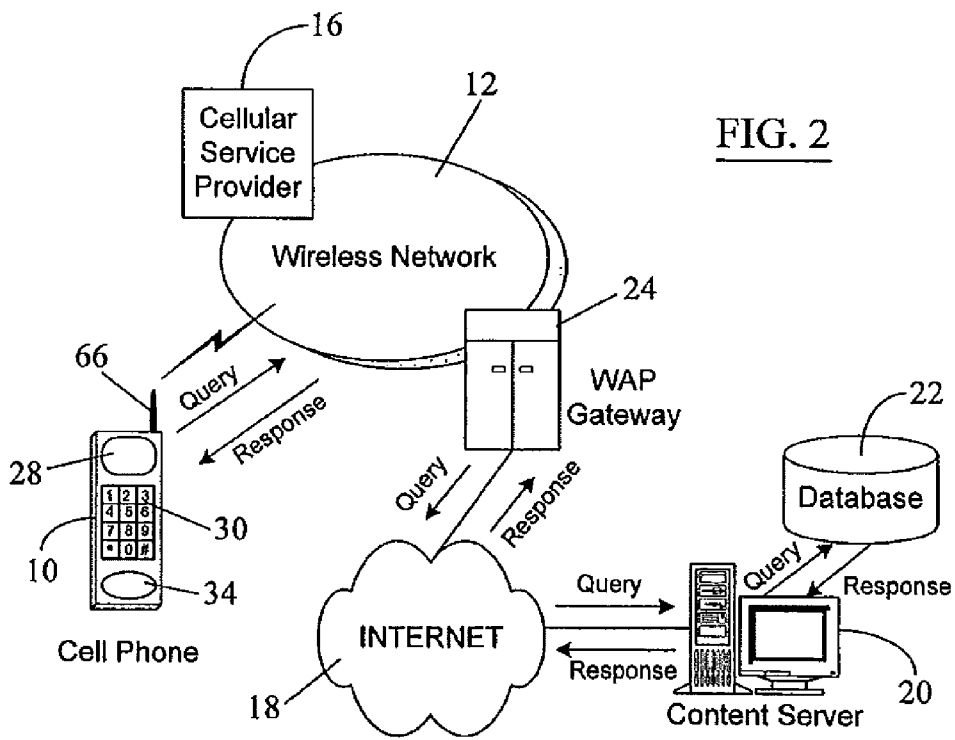 16
Cellular
Service
Provider
12
FIG. 2
Wireless Network
24
WAP
Gateway
66
Query
Response
28
1 2 3
4 5 6
7 8 9
* 0 #
30
10
34
Cell Phone
Query
Response
22
Database
Query
Response
INTERNET
18
Query
Response
20
Content Server